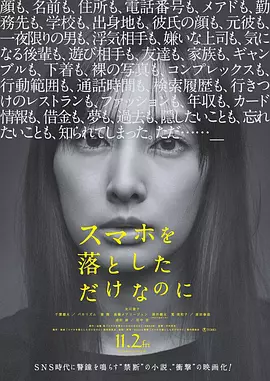 顔も、名前も、住所も、電話番号も、メアドも、勤
務先も、学校も、出身地も、彼氏の顔も、元彼も、
一夜限りの男も、浮気相手も、嫌いな上司も、気に
なる後輩も、遊び相手も、友達も、家族も、ギャン
ブルも、下着も、裸の写真も、コンプレックスも、
行動範囲も、通話時間も、検索履歴も、行きつ
けのレストランも、ファッションも、年収も、カード
情報も、借金も、夢も、過去も、隠したいことも、忘れ
たいことも、知られてしまった。ただ……
スマホを
落とした
だけなのに
11.2 fri
SNS時代に警鐘を鳴らす"禁断"の小説、"衝撃"の映画化!